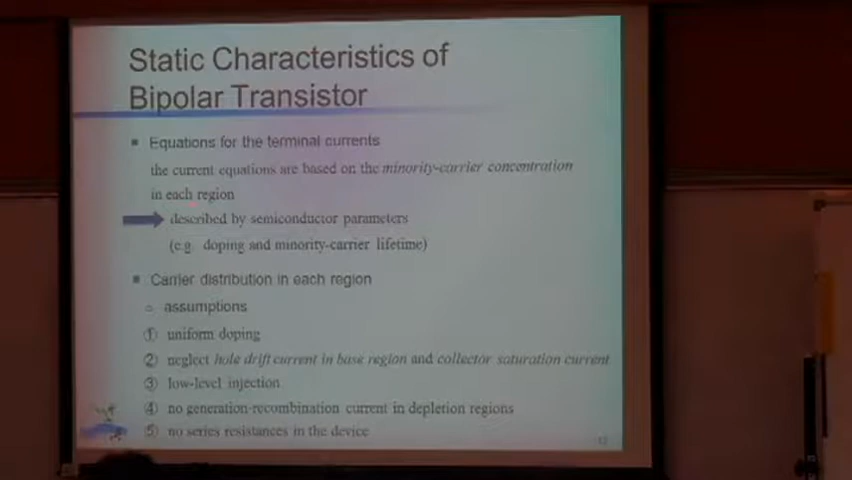 Static Characteristics of
Bipolar Transistor
Equations for the terminal currents
the current equations are based on the minority-carrier concentration
in each region
described by semiconductor parameters
(e.g. doping and minority-carrier lifetime)
Carrier distribution in each region
assumptions
① uniform doping
② neglect hole drift current in base region and collector saturation current
③ low-level injection
④ no generation-recombination current in depletion regions
⑤ no series resistances in the device